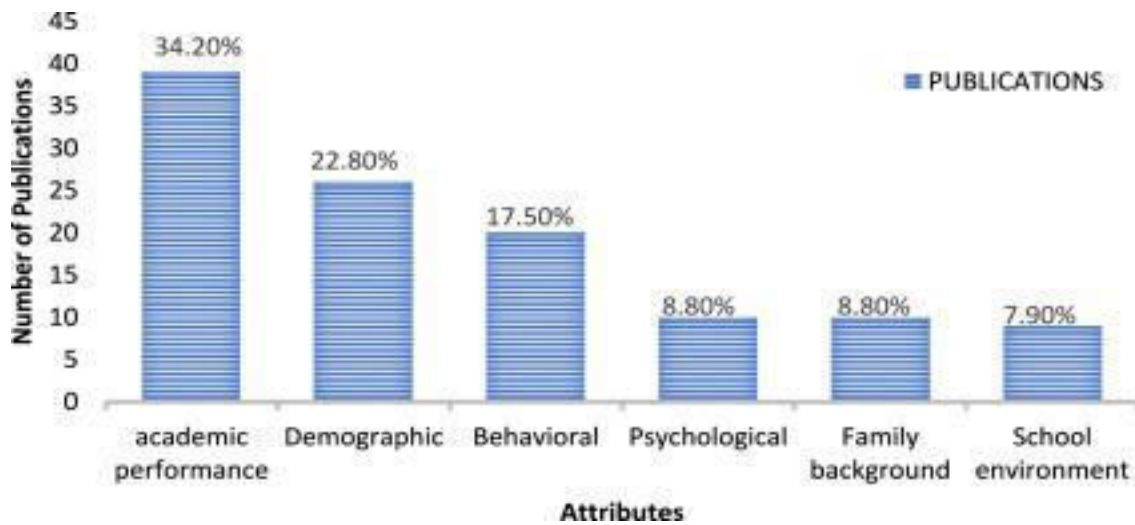 45
34.20%
40
PUBLICATIONS
35
30
22.80%
25
17.50%
20
15
8.80%
8.80%
7.90%
10
5
0
Number of Publications
academic performance
Demographic
Behavioral
Psychological
Family background
School environment
Attributes